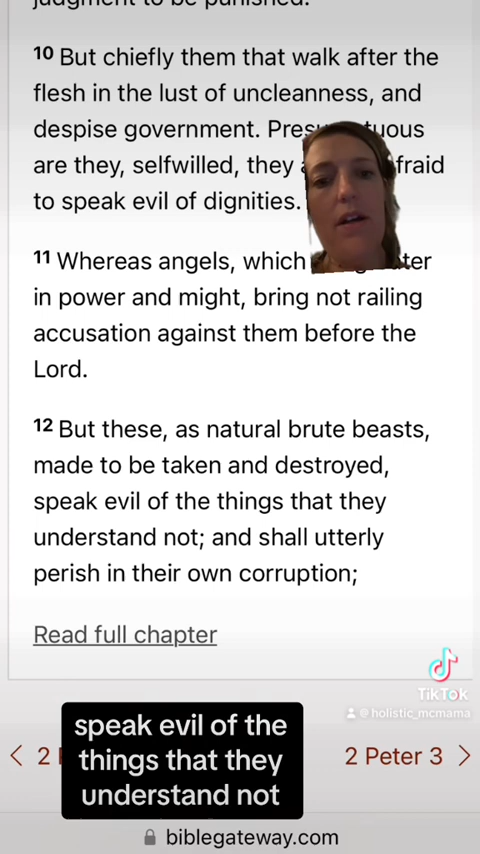 judgment to be punished.
10 But chiefly them that walk after the
flesh in the lust of uncleanness, and
despise government.
are they, selfwilled, they
to speak evil of dignities.
11 Whereas angels, which
in power and might, bring not railing
accusation against them before the
Lord.
12 But these, as natural brute beasts,
made to be taken and destroyed,
speak evil of the things that they
understand not; and shall utterly
perish in their own corruption;
Read full chapter
TikTok
@holistic_mcmama
< 2
2 Peter 3 >
speak evil of the
things that they
understand not
biblegateway.com